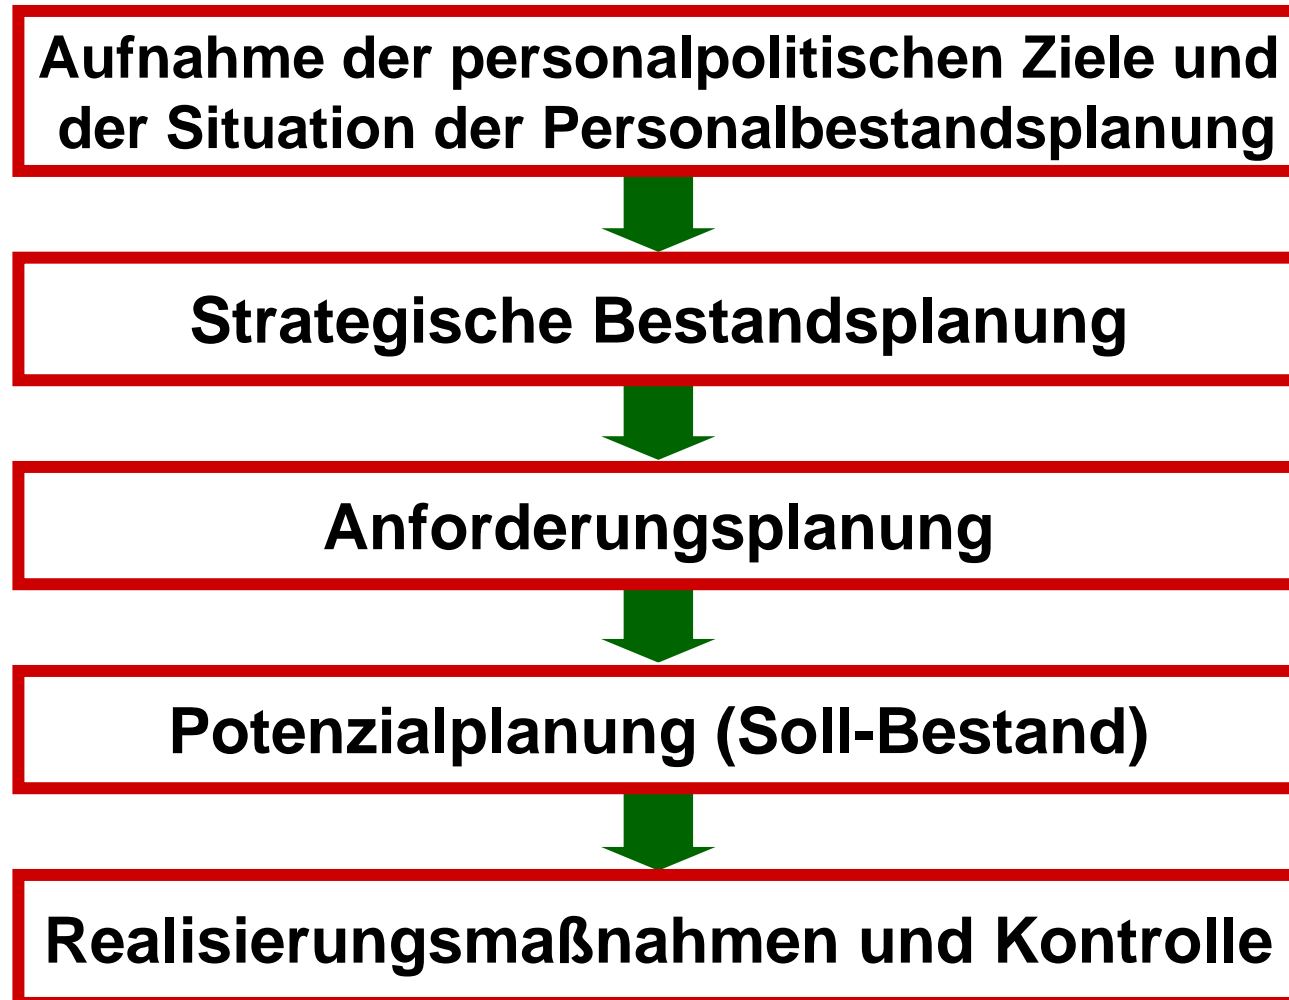 Aufnahme der personalpolitischen Ziele und
der Situation der Personalbestandsplanung
Strategische Bestandsplanung
Anforderungsplanung
Potenzialplanung (Soll-Bestand)
Realisierungsmaßnahmen und Kontrolle